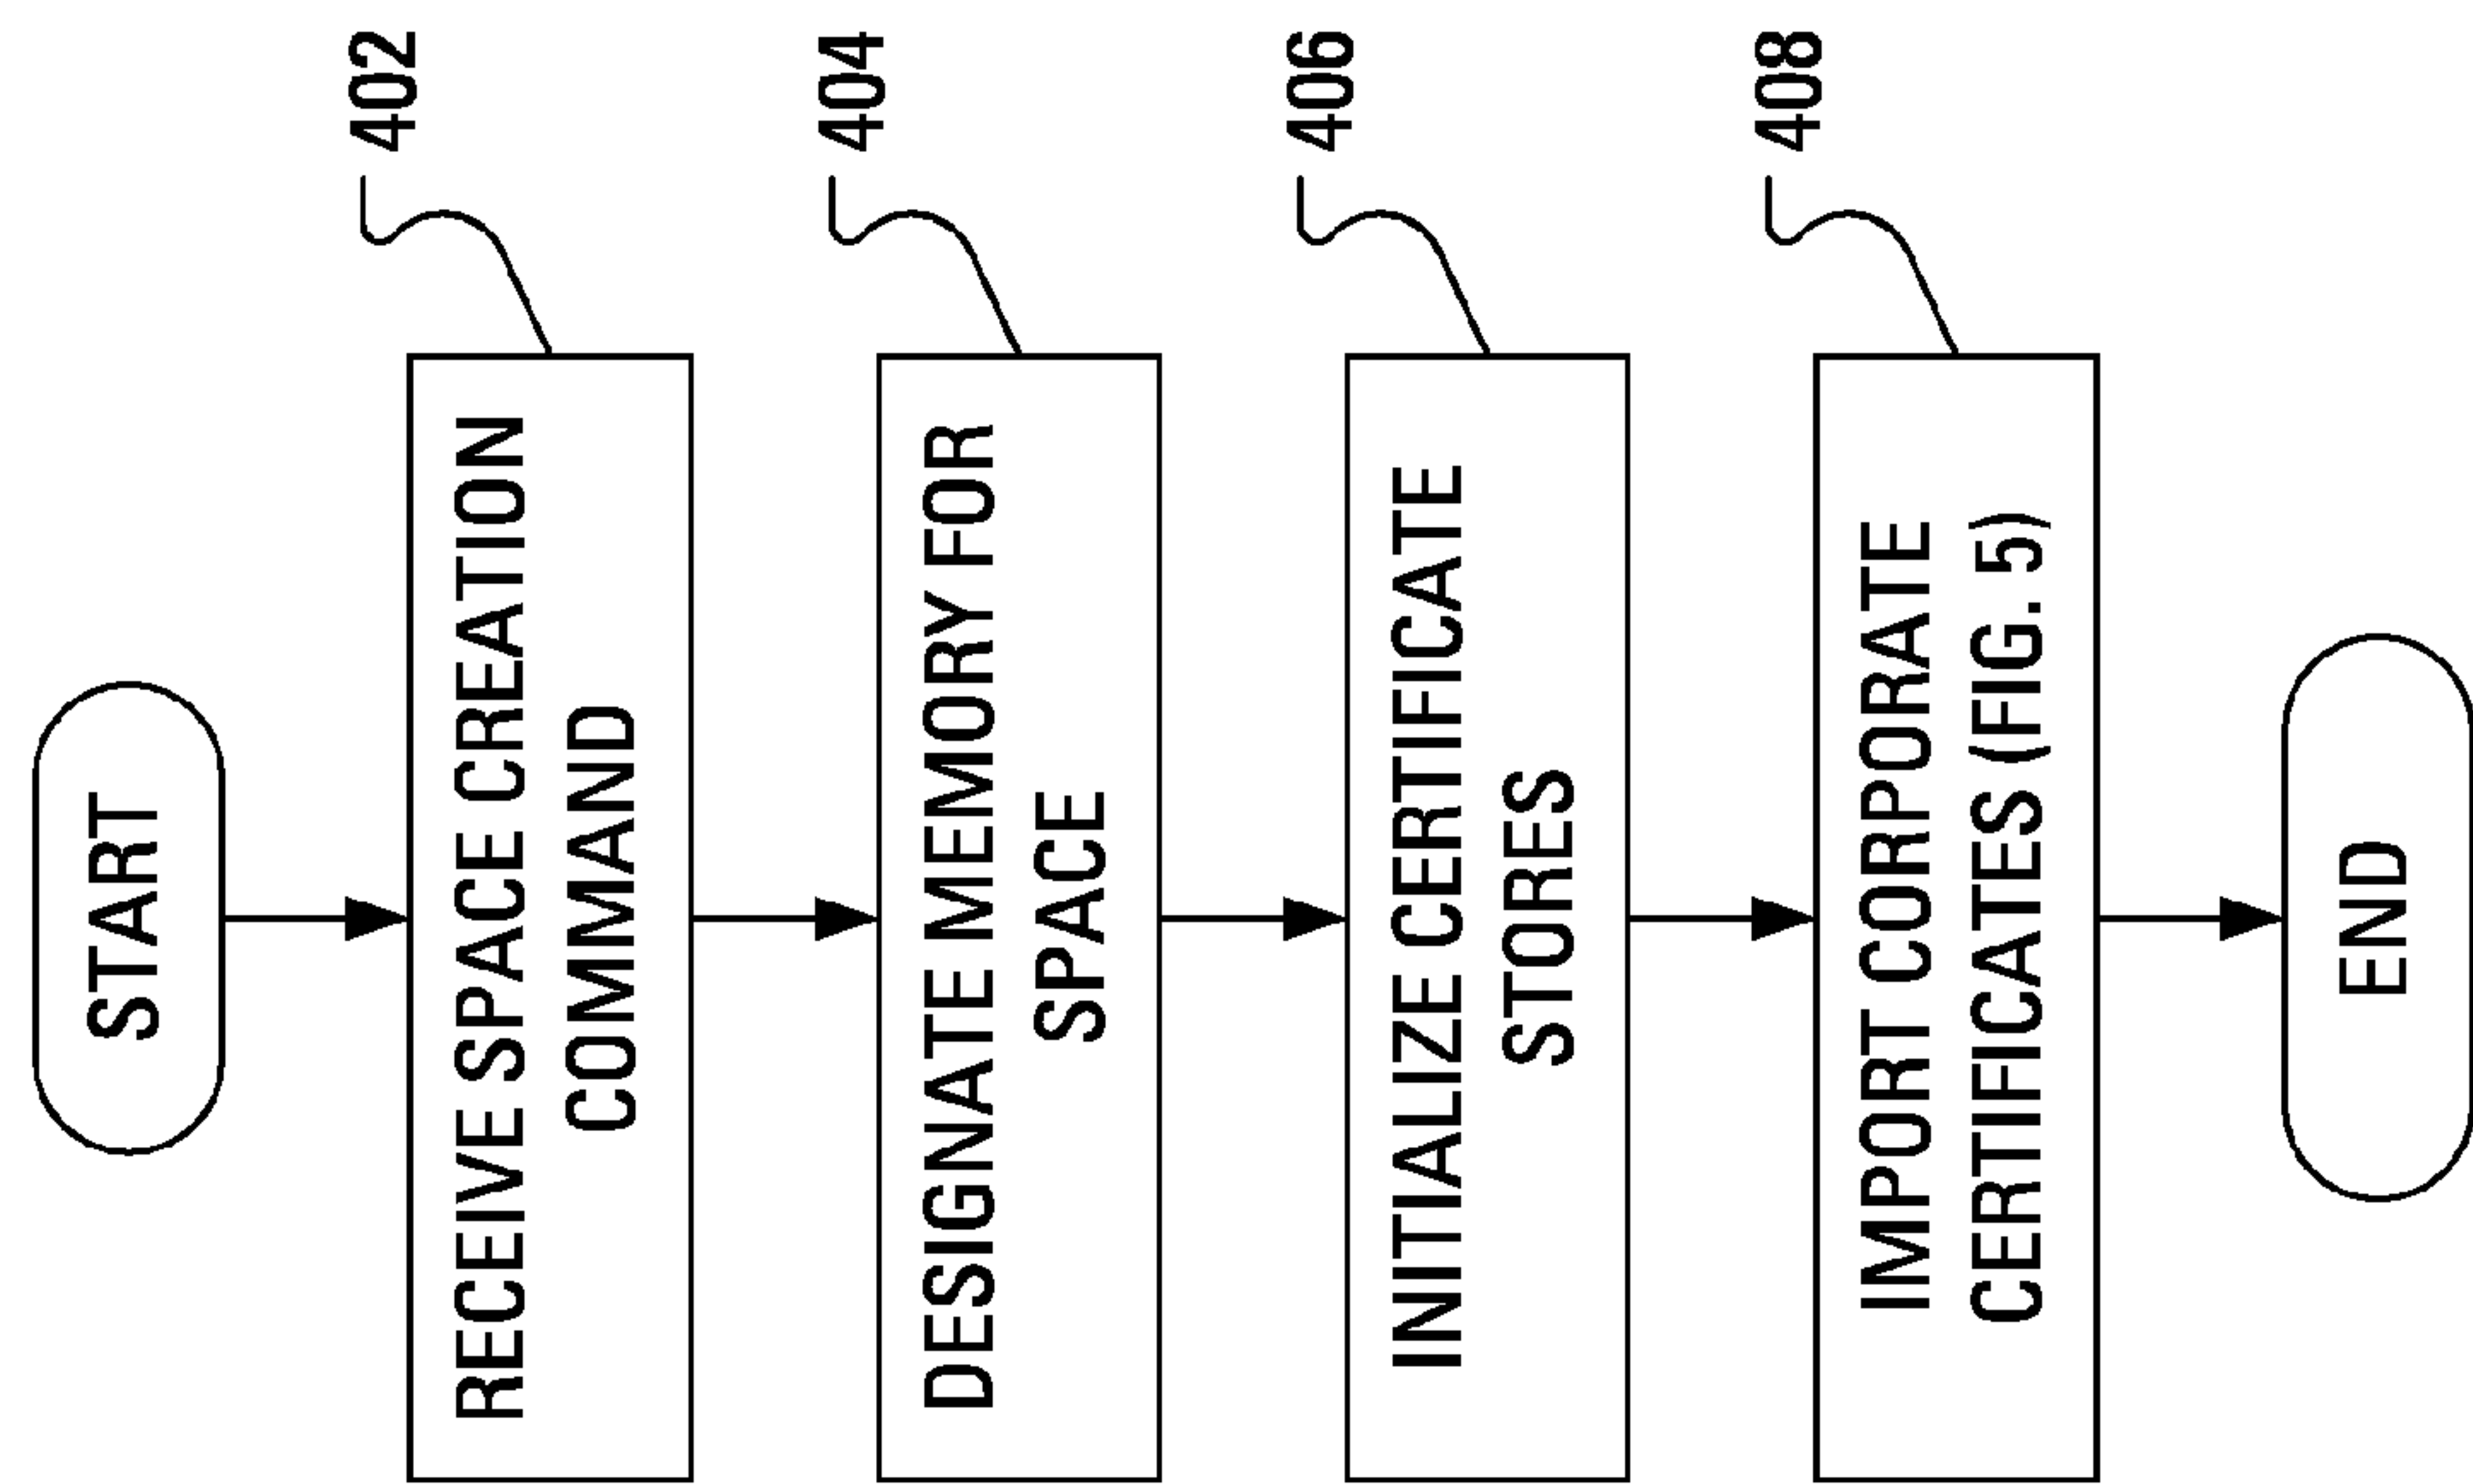 START
RECEIVE SPACE CREATION
COMMAND
402
DESIGNATE MEMORY FOR
SPACE
404
INITIALIZE CERTIFICATE
STORES
406
IMPORT CORPORATE
CERTIFICATES (FIG. 5)
408
END